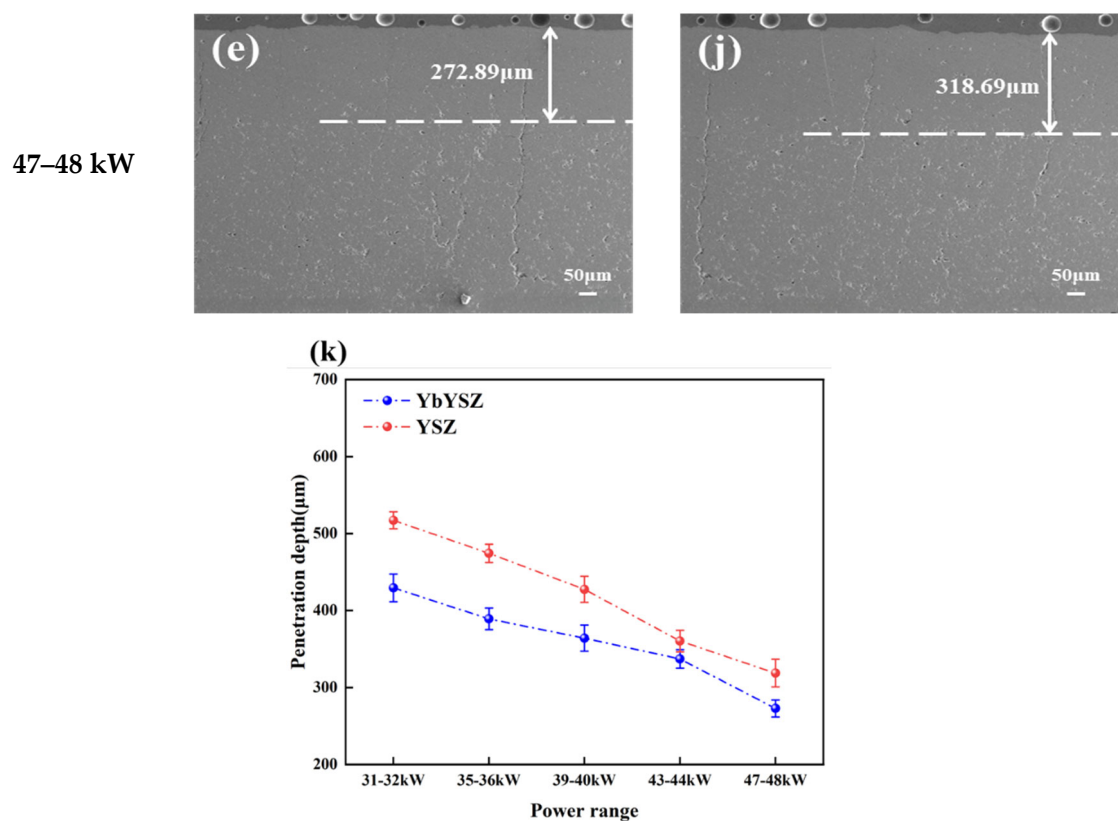 (e)
272.89μm
50μm
(j)
318.69μm
50μm
47–48 kW
(k)
700
600
500
400
300
200
YbYSZ
YSZ
Penetration depth(μm)
31-32kW
35-36kW
39-40kW
43-44kW
47-48kW
Power range